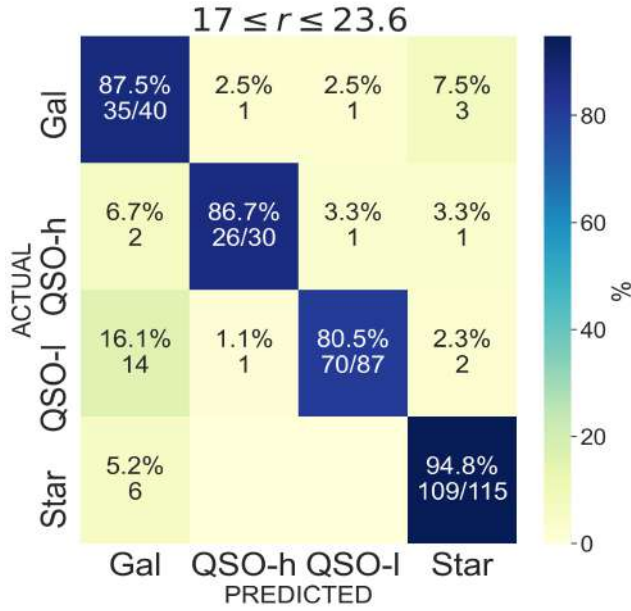 17 ≤ r ≤ 23.6
ACTUAL
Gal
87.5% 2.5% 2.5% 7.5%
35/40 1 1 3
QSO-h
6.7% 86.7% 3.3% 3.3%
2 26/30 1 1
QSO-l
16.1% 1.1% 80.5% 2.3%
14 1 70/87 2
Star
5.2% 94.8%
6 109/115
Gal QSO-h QSO-l Star
PREDICTED
80
60
40
20
0
%